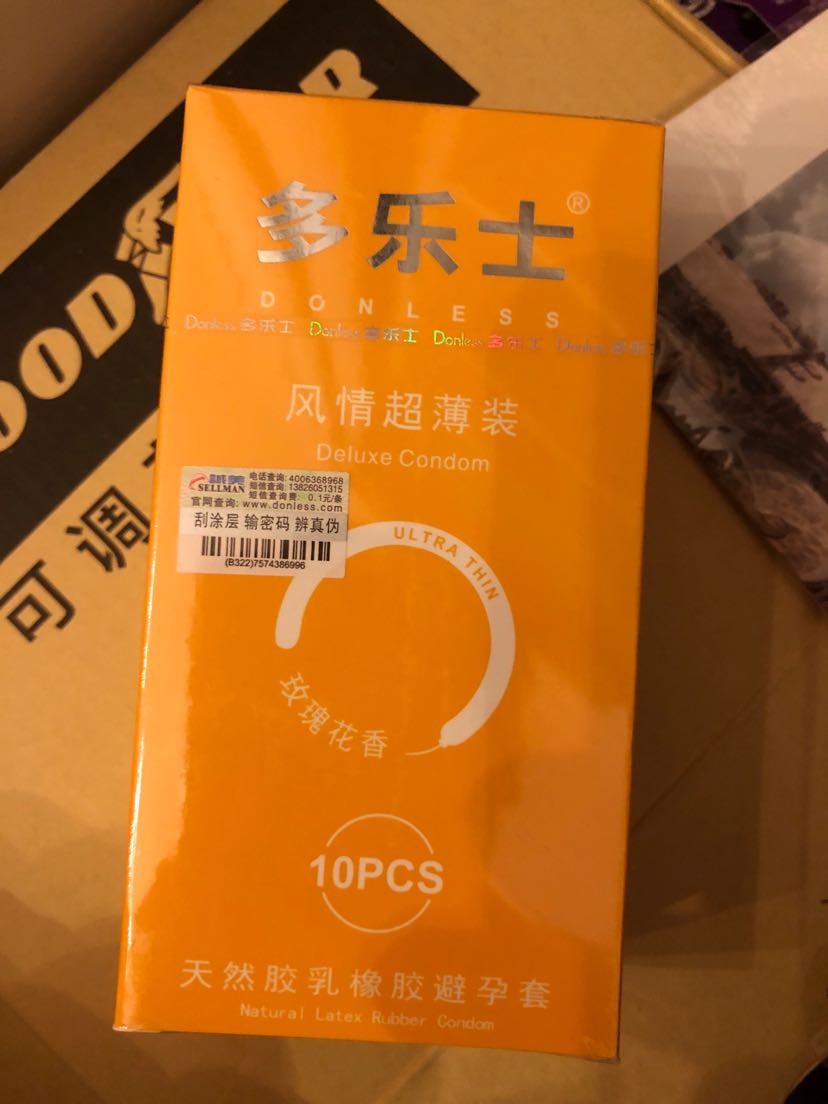 多乐士®
DONLESS
Donless 多乐士 Donless 多乐士 Donless 多乐士 Donless 多乐士
风情超薄装
Deluxe Condom
诚美
SELLMAN
电话查询: 4006368968
短信查询: 13826051315
短信查询费: 0.1元/条
官网查询: www.donless.com
刮涂层 输密码 辨真伪
(B322)7574386996
ULTRA THIN
玫瑰花香
10PCS
天然胶乳橡胶避孕套
Natural Latex Rubber Condom
可调